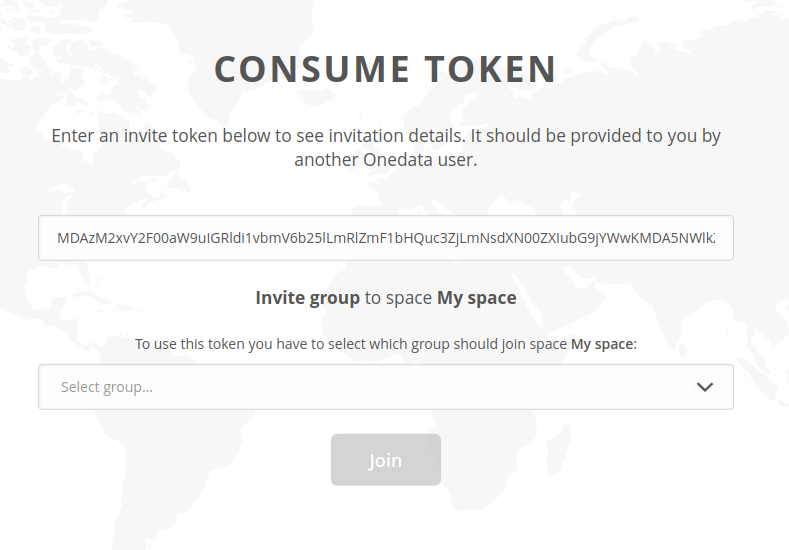 CONSUME TOKEN
Enter an invite token below to see invitation details. It should be provided to you by
another Onedata user.
MDAzM2xvY2F00aW9uIGRldi1vbmV6b25lLmRlZmF1bHQuc3ZjLmNsdXN00ZXIubG9jYWwKMDA5NWlk
Invite group to space My space
To use this token you have to select which group should join space My space:
Select group...
Join